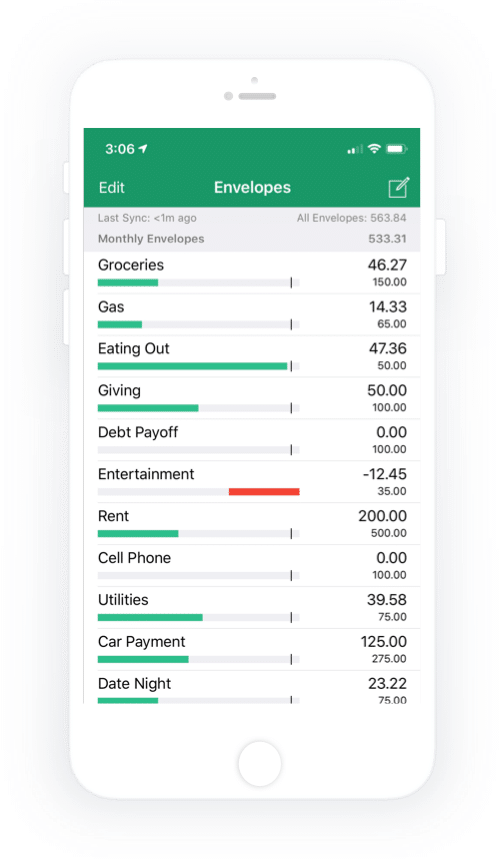 3:06
Edit Envelopes
Last Sync: <1m ago All Envelopes: 563.84
Monthly Envelopes 533.31
Groceries 46.27
150.00
Gas 14.33
65.00
Eating Out 47.36
50.00
Giving 50.00
100.00
Debt Payoff 0.00
100.00
Entertainment -12.45
35.00
Rent 200.00
500.00
Cell Phone 0.00
100.00
Utilities 39.58
75.00
Car Payment 125.00
275.00
Date Night 23.22
75.00